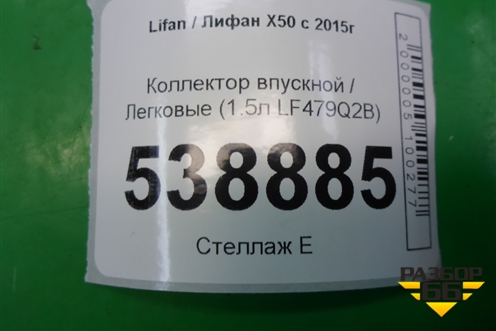 Lifan / Лифан X50 с 2015г
Коллектор впускной /
Легковые (1.5л LF479Q2B)
538885
Стеллаж Е
2000005100277
РАЗБОР
66